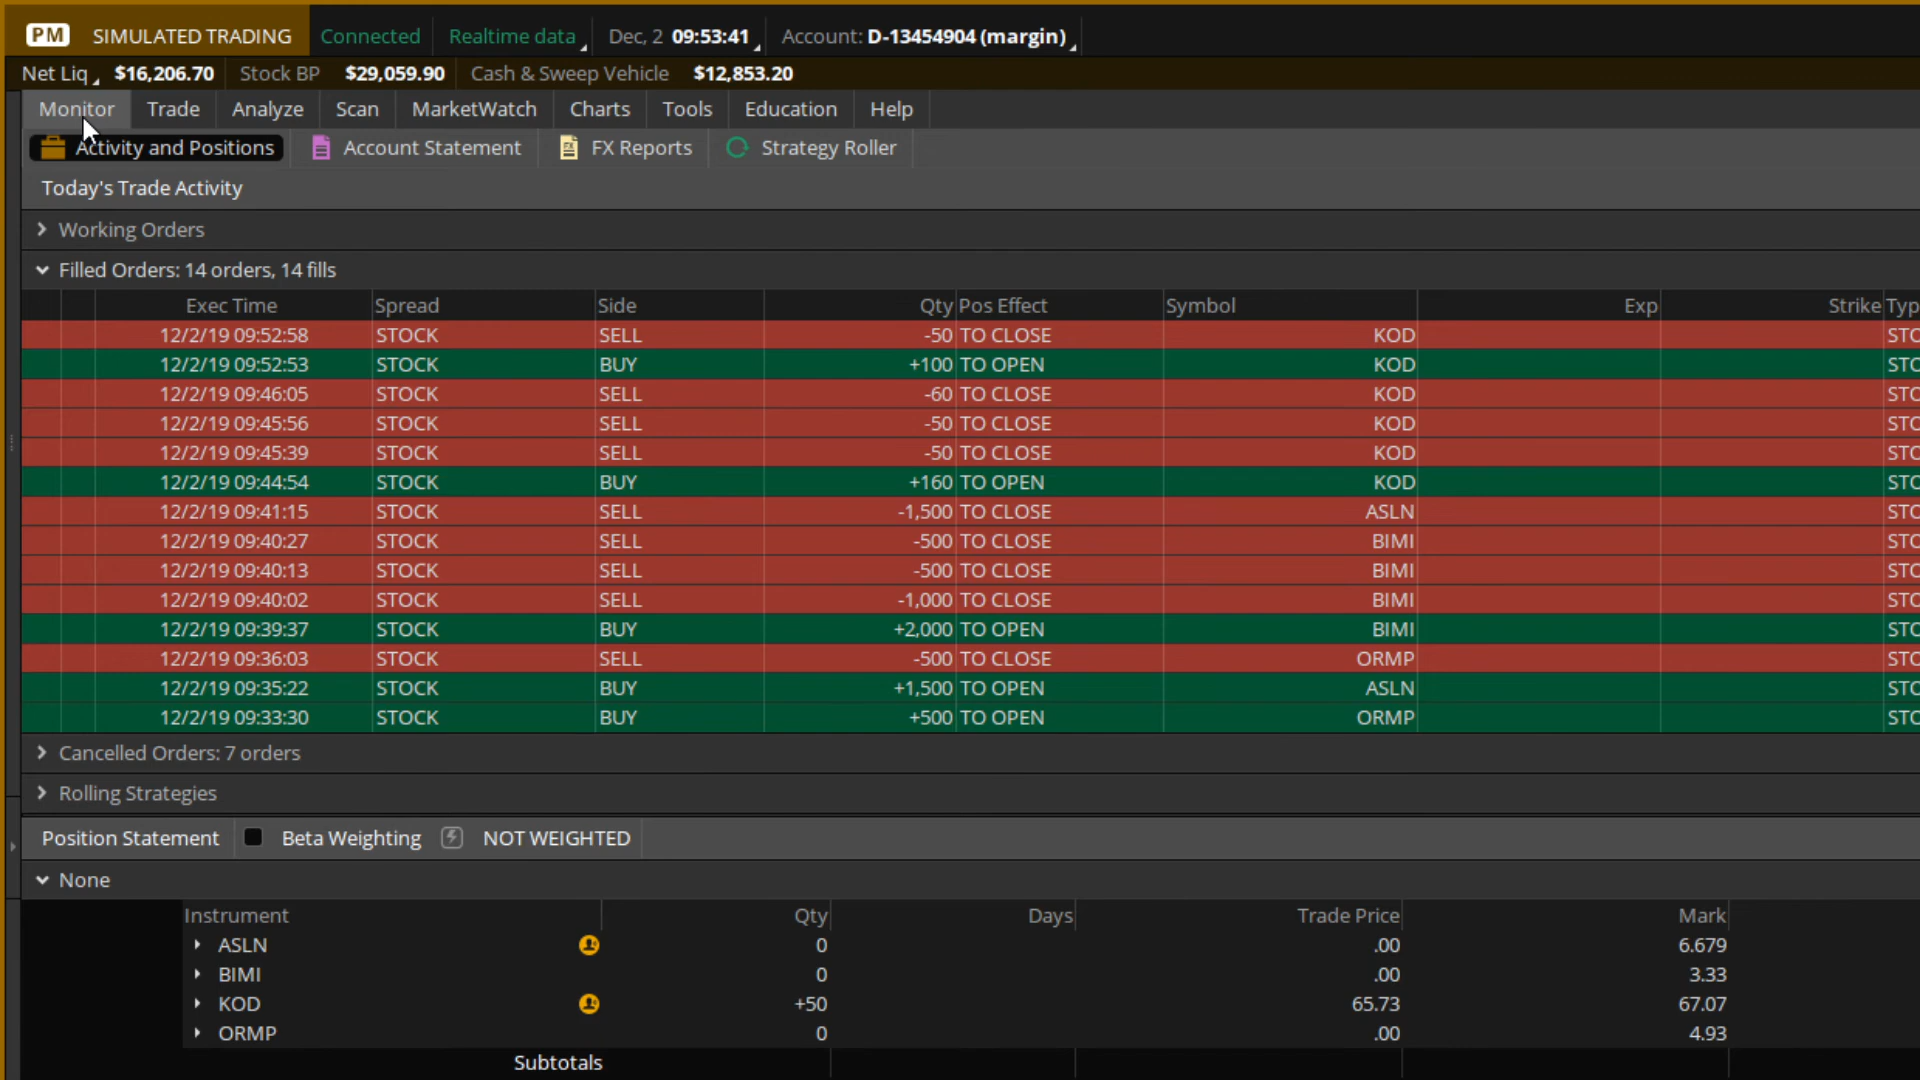 PM SIMULATED TRADING Connected Realtime data Dec, 2 09:53:41 Account: D-13454904 (margin)
Net Liq $16,206.70 Stock BP $29,059.90 Cash & Sweep Vehicle $12,853.20
Monitor Trade Analyze Scan MarketWatch Charts Tools Education Help
Activity and Positions Account Statement FX Reports Strategy Roller
Today's Trade Activity
Working Orders
Filled Orders: 14 orders, 14 fills
Exec Time Spread Side Qty Pos Effect Symbol Exp Strike Typ
12/2/19 09:52:58 STOCK SELL -50 TO CLOSE KOD STO
12/2/19 09:52:53 STOCK BUY +100 TO OPEN KOD STO
12/2/19 09:46:05 STOCK SELL -60 TO CLOSE KOD STO
12/2/19 09:45:56 STOCK SELL -50 TO CLOSE KOD STO
12/2/19 09:45:39 STOCK SELL -50 TO CLOSE KOD STO
12/2/19 09:44:54 STOCK BUY +160 TO OPEN KOD STO
12/2/19 09:41:15 STOCK SELL -1,500 TO CLOSE ASLN STO
12/2/19 09:40:27 STOCK SELL -500 TO CLOSE BIMI STO
12/2/19 09:40:13 STOCK SELL -500 TO CLOSE BIMI STO
12/2/19 09:40:02 STOCK SELL -1,000 TO CLOSE BIMI STO
12/2/19 09:39:37 STOCK BUY +2,000 TO OPEN BIMI STO
12/2/19 09:36:03 STOCK SELL -500 TO CLOSE ORMP STO
12/2/19 09:35:22 STOCK BUY +1,500 TO OPEN ASLN STO
12/2/19 09:33:30 STOCK BUY +500 TO OPEN ORMP STO
Cancelled Orders: 7 orders
Rolling Strategies
Position Statement Beta Weighting NOT WEIGHTED
None
Instrument Qty Days Trade Price Mark
ASLN 0 .00 6.679
BIMI 0 .00 3.33
KOD +50 65.73 67.07
ORMP 0 .00 4.93
Subtotals